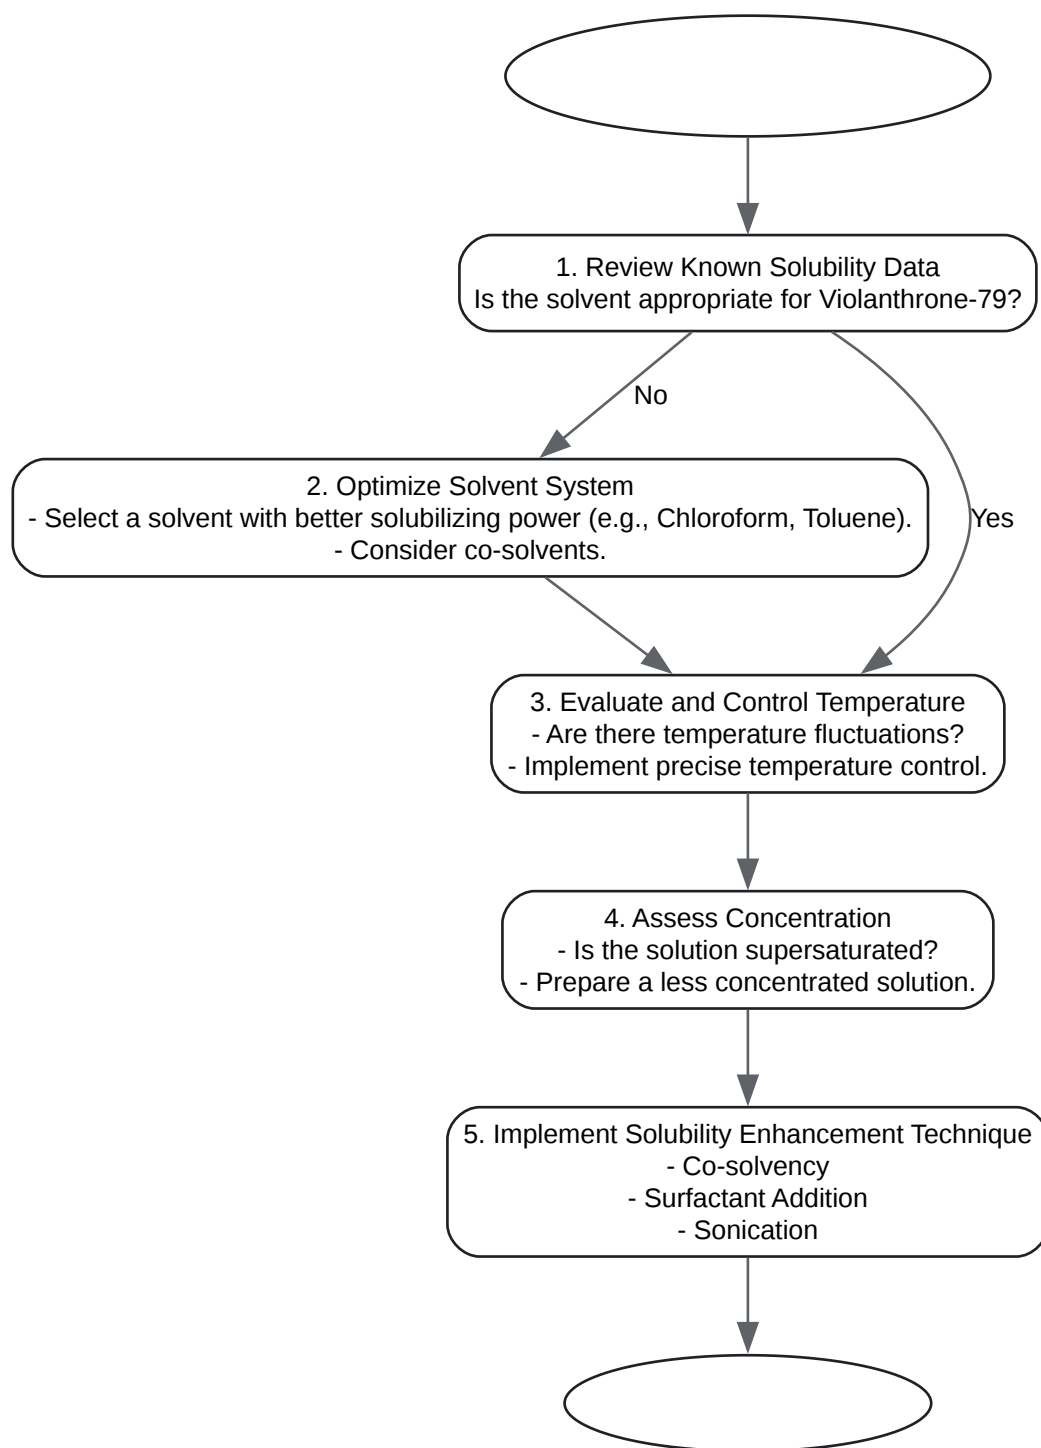 1. Review Known Solubility Data
Is the solvent appropriate for Violanthrone-79?
No
2. Optimize Solvent System
- Select a solvent with better solubilizing power (e.g., Chloroform, Toluene).
- Consider co-solvents.
Yes
3. Evaluate and Control Temperature
- Are there temperature fluctuations?
- Implement precise temperature control.
4. Assess Concentration
- Is the solution supersaturated?
- Prepare a less concentrated solution.
5. Implement Solubility Enhancement Technique
- Co-solvency
- Surfactant Addition
- Sonication